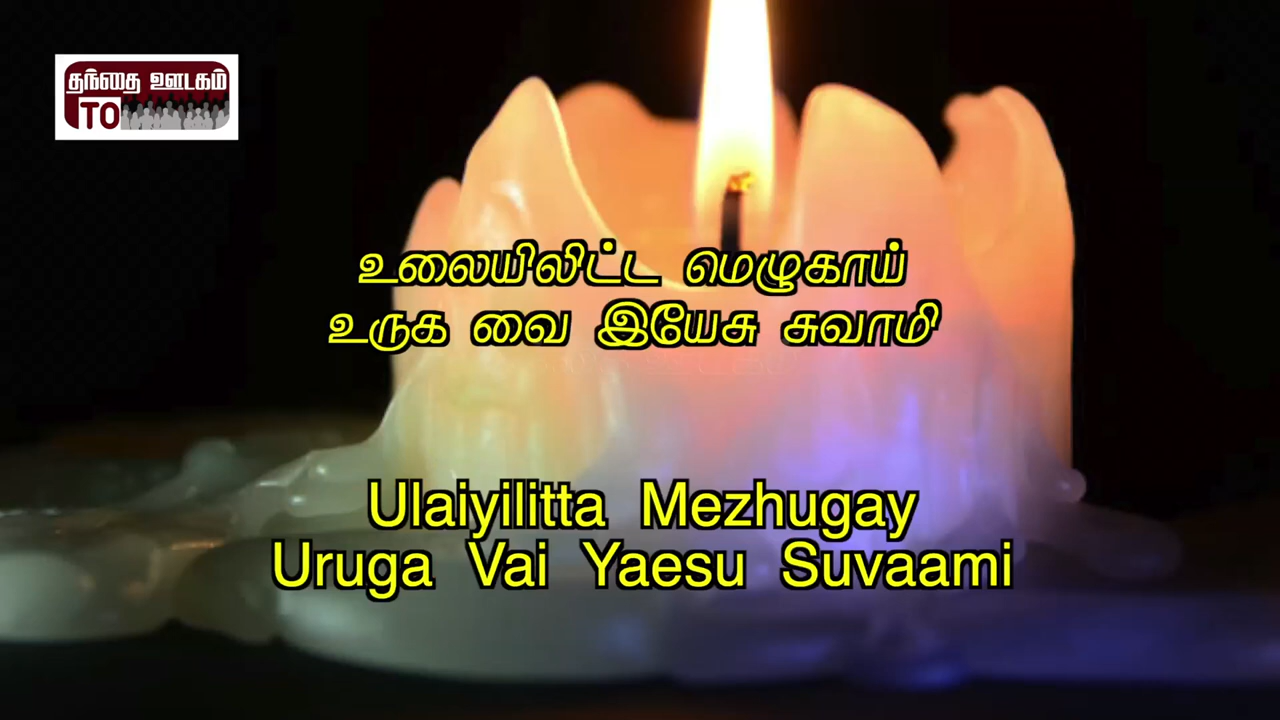 தந்தை ஊடகம்
TO
உலையிலிட்ட மெழுகாய்
உருக வை இயேசு சுவாமி
Ulaiyilitta Mezhugay
Uruga Vai Yaesu Suvaami